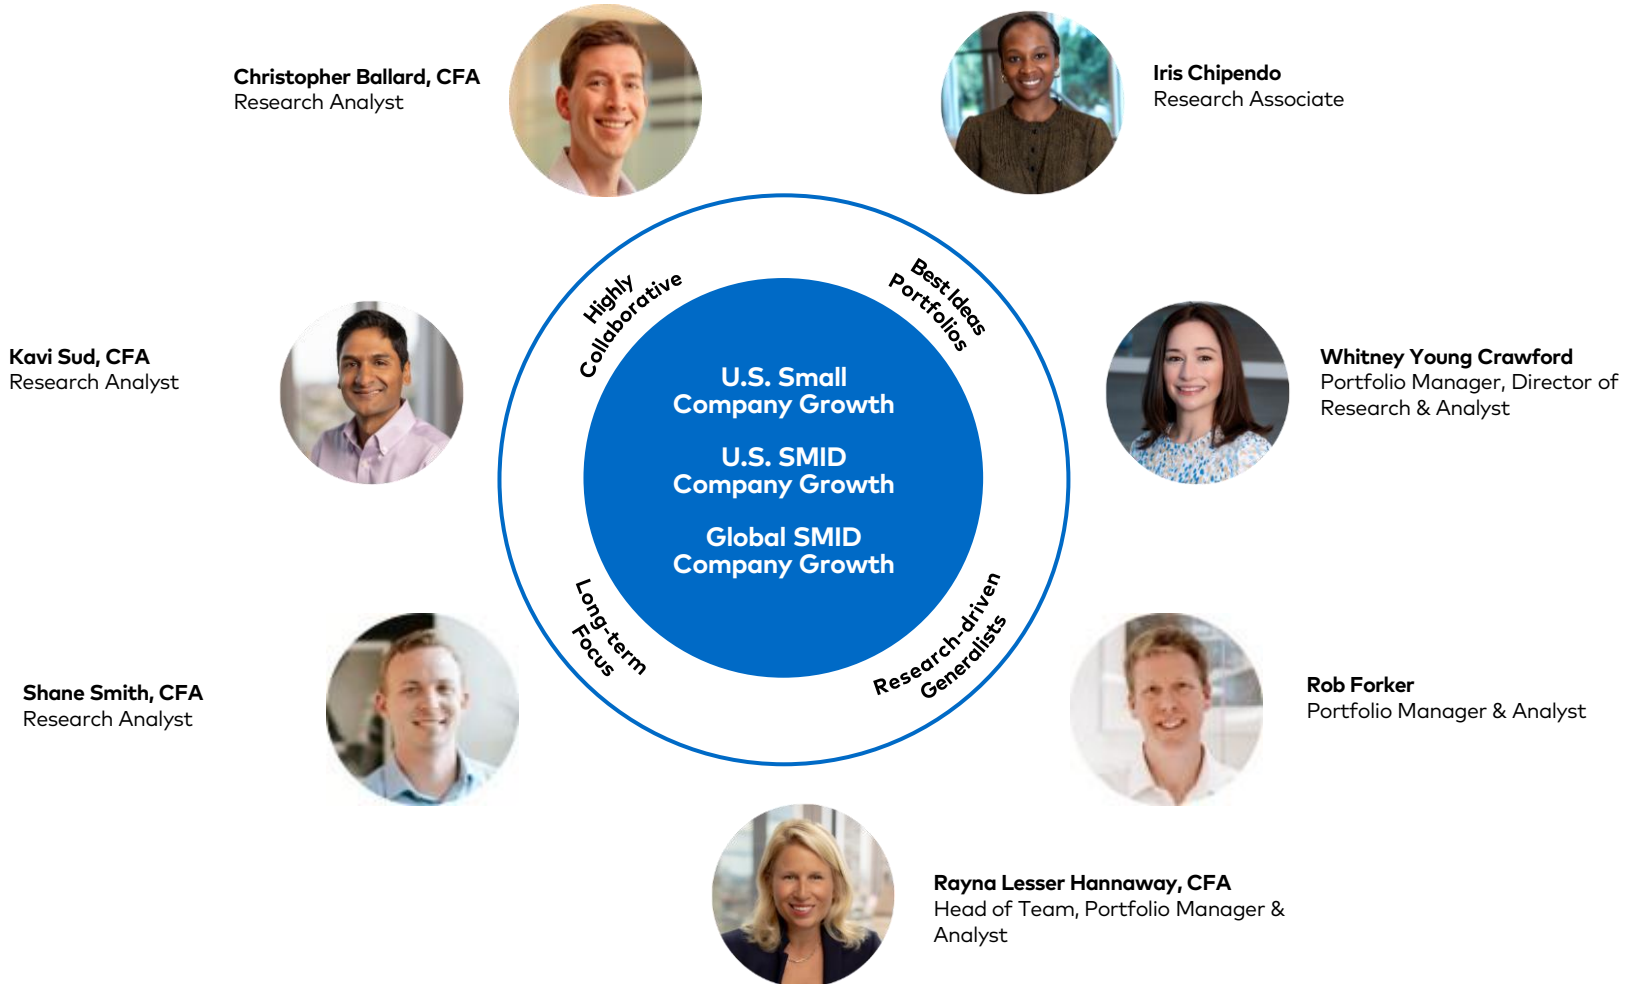 Christopher Ballard, CFA
Research Analyst
Iris Chipendo
Research Associate
Highly
Collaborative
Best Ideas
Portfolios
Kavi Sud, CFA
Research Analyst
U.S. Small
Company Growth
U.S. SMID
Company Growth
Global SMID
Company Growth
Whitney Young Crawford
Portfolio Manager, Director of
Research & Analyst
Long-term
Focus
Research-driven
Generalists
Shane Smith, CFA
Research Analyst
Rob Forker
Portfolio Manager & Analyst
Rayna Lesser Hannaway, CFA
Head of Team, Portfolio Manager &
Analyst